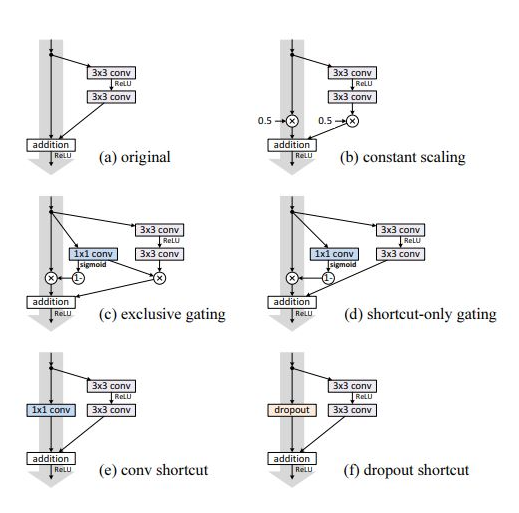 3x3 conv
ReLU
3x3 conv
addition
ReLU
(a) original
3x3 conv
ReLU
3x3 conv
0.5
0.5
addition
ReLU
(b) constant scaling
3x3 conv
ReLU
1x1 conv
3x3 conv
sigmoid
1-
addition
ReLU
(c) exclusive gating
3x3 conv
ReLU
1x1 conv
3x3 conv
sigmoid
1-
addition
ReLU
(d) shortcut-only gating
3x3 conv
ReLU
1x1 conv
3x3 conv
addition
ReLU
(e) conv shortcut
3x3 conv
ReLU
dropout
3x3 conv
addition
ReLU
(f) dropout shortcut